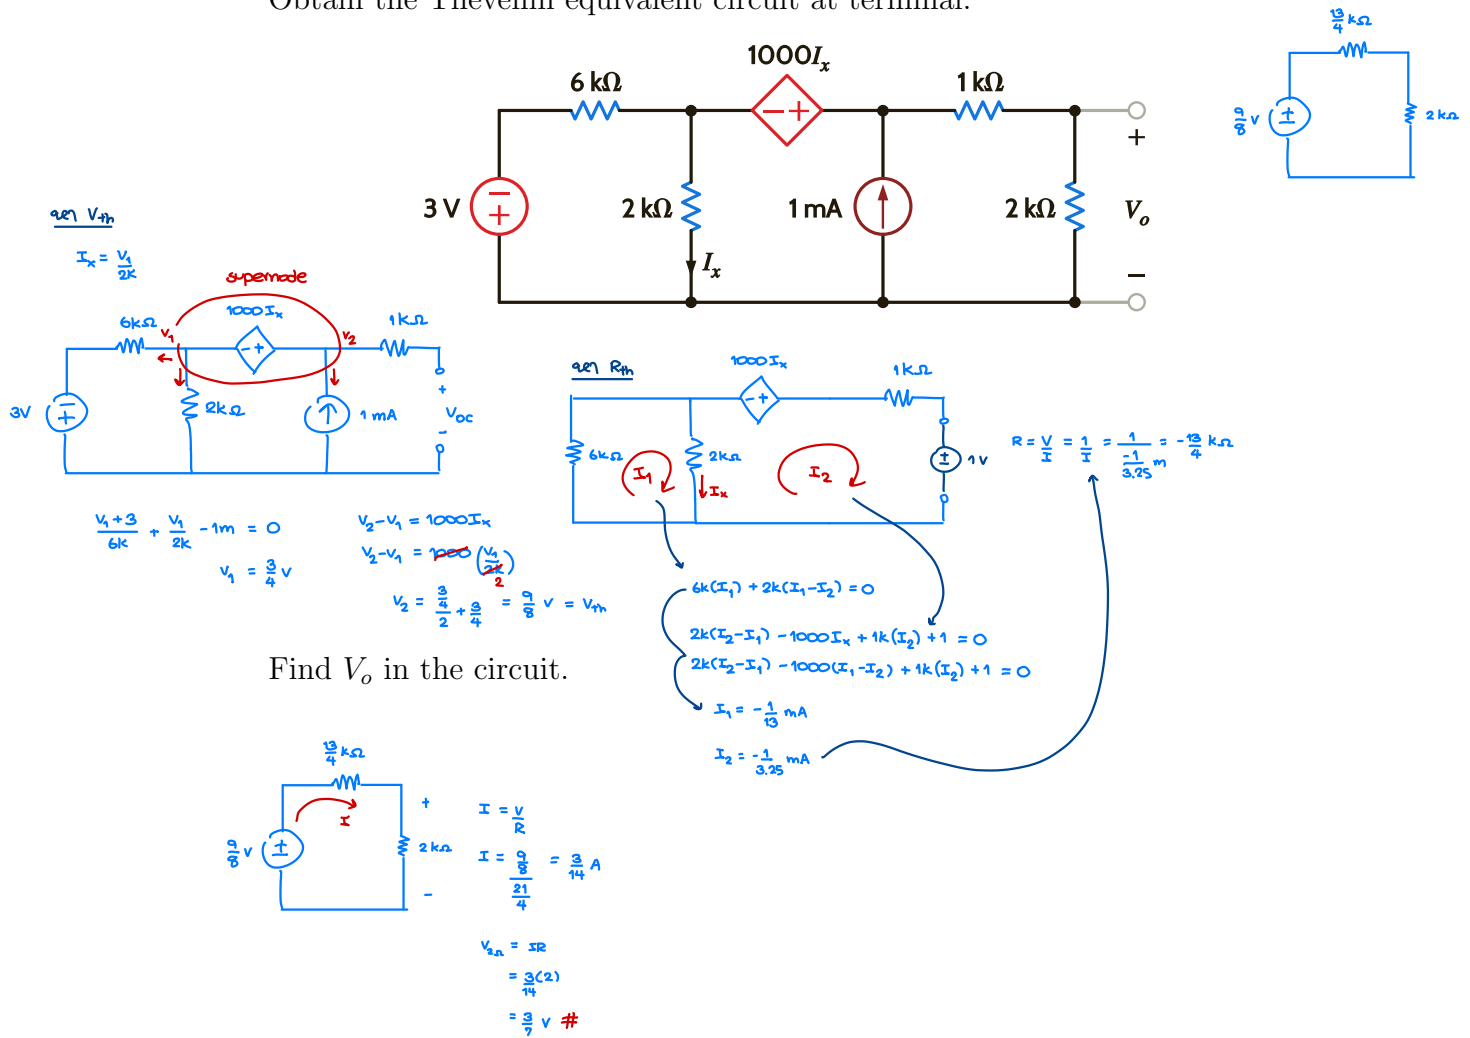 Obtain the Thevenin equivalent circuit at terminal.
13/4 kΩ
9/8 V
2 kΩ
1000Iₓ
6 kΩ
1 kΩ
3 V
2 kΩ
1 mA
2 kΩ
Vₒ
Iₓ
+
−
Vth
Iₓ = V₁/2k
supernode
6kΩ
V₁
1000Iₓ
V₂
1kΩ
3V
2kΩ
1 mA
+
Voc
-
(V₁+3)/6k + V₁/2k - 1m = 0
V₁ = 3/4 V
V₂-V₁ = 1000Iₓ
V₂-V₁ = 1000 (V₁/2k)
2
V₂ = (3/4)/2 + 3/4 = 9/8 V = Vth
Rth
1000Iₓ
1kΩ
6kΩ
I₁
2kΩ
Iₓ
I₂
1V
R = V/I = 1/I = 1/(-1/3.25 m) = -13/4 kΩ
6k(I₁) + 2k(I₁-I₂) = 0
2k(I₂-I₁) - 1000Iₓ + 1k(I₂) + 1 = 0
2k(I₂-I₁) - 1000(I₁-I₂) + 1k(I₂) + 1 = 0
I₁ = -1/13 mA
I₂ = -1/3.25 mA
Find Vₒ in the circuit.
13/4 kΩ
I
9/8 V
2 kΩ
+
-
I = V/R
I = (9/8)/(21/4) = 3/14 A
V₂Ω = IR
= 3/14(2)
= 3/7 V #